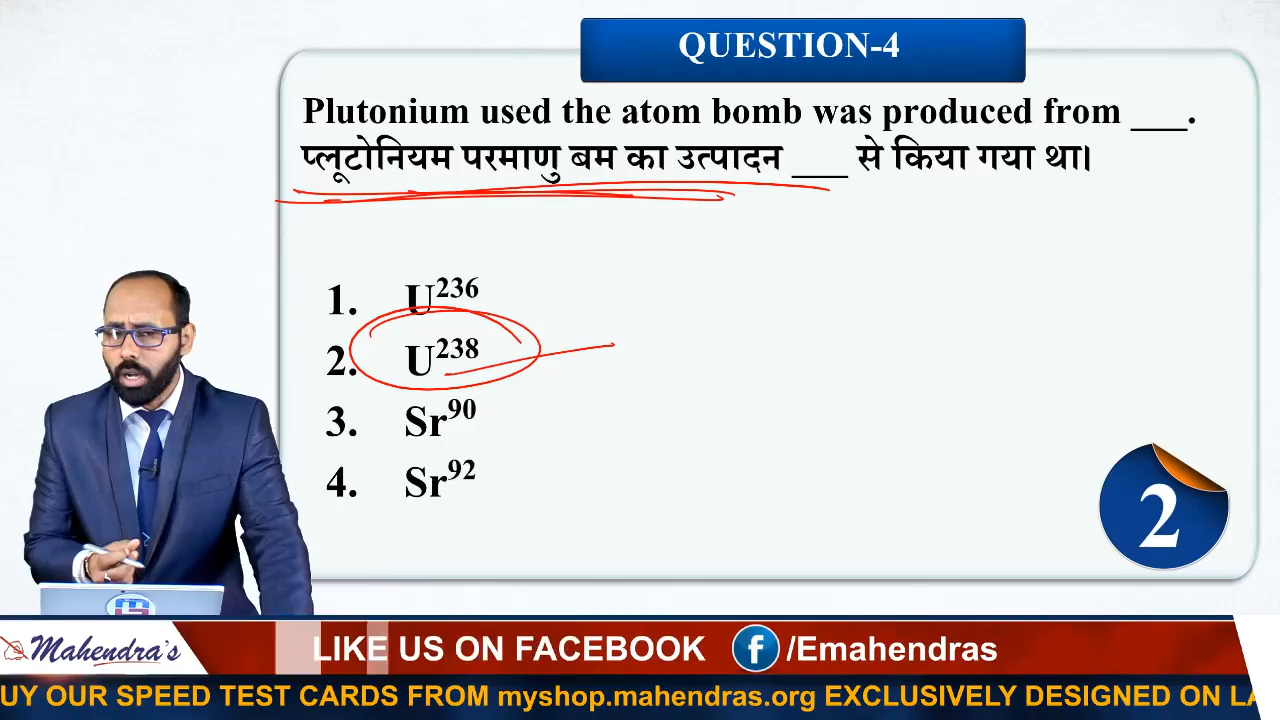 QUESTION-4
Plutonium used the atom bomb was produced from ___.
प्लूटोनियम परमाणु बम का उत्पादन ___ से किया गया था।
1. U236
2. U238
3. Sr90
4. Sr92
2
Mahendra's
LIKE US ON FACEBOOK f /Emahendras
UY OUR SPEED TEST CARDS FROM myshop.mahendras.org EXCLUSIVELY DESIGNED ON LA